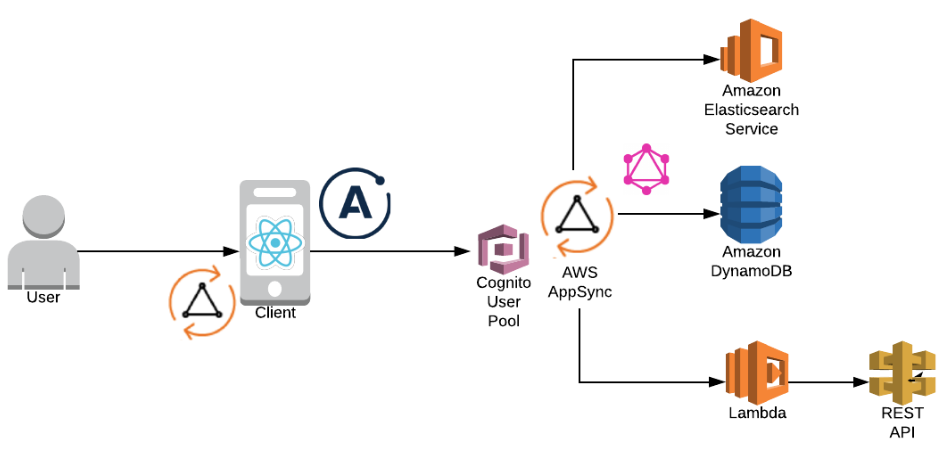 User
Client
A
Cognito
User
Pool
AWS
AppSync
Amazon
Elasticsearch
Service
Amazon
DynamoDB
Lambda
REST
API